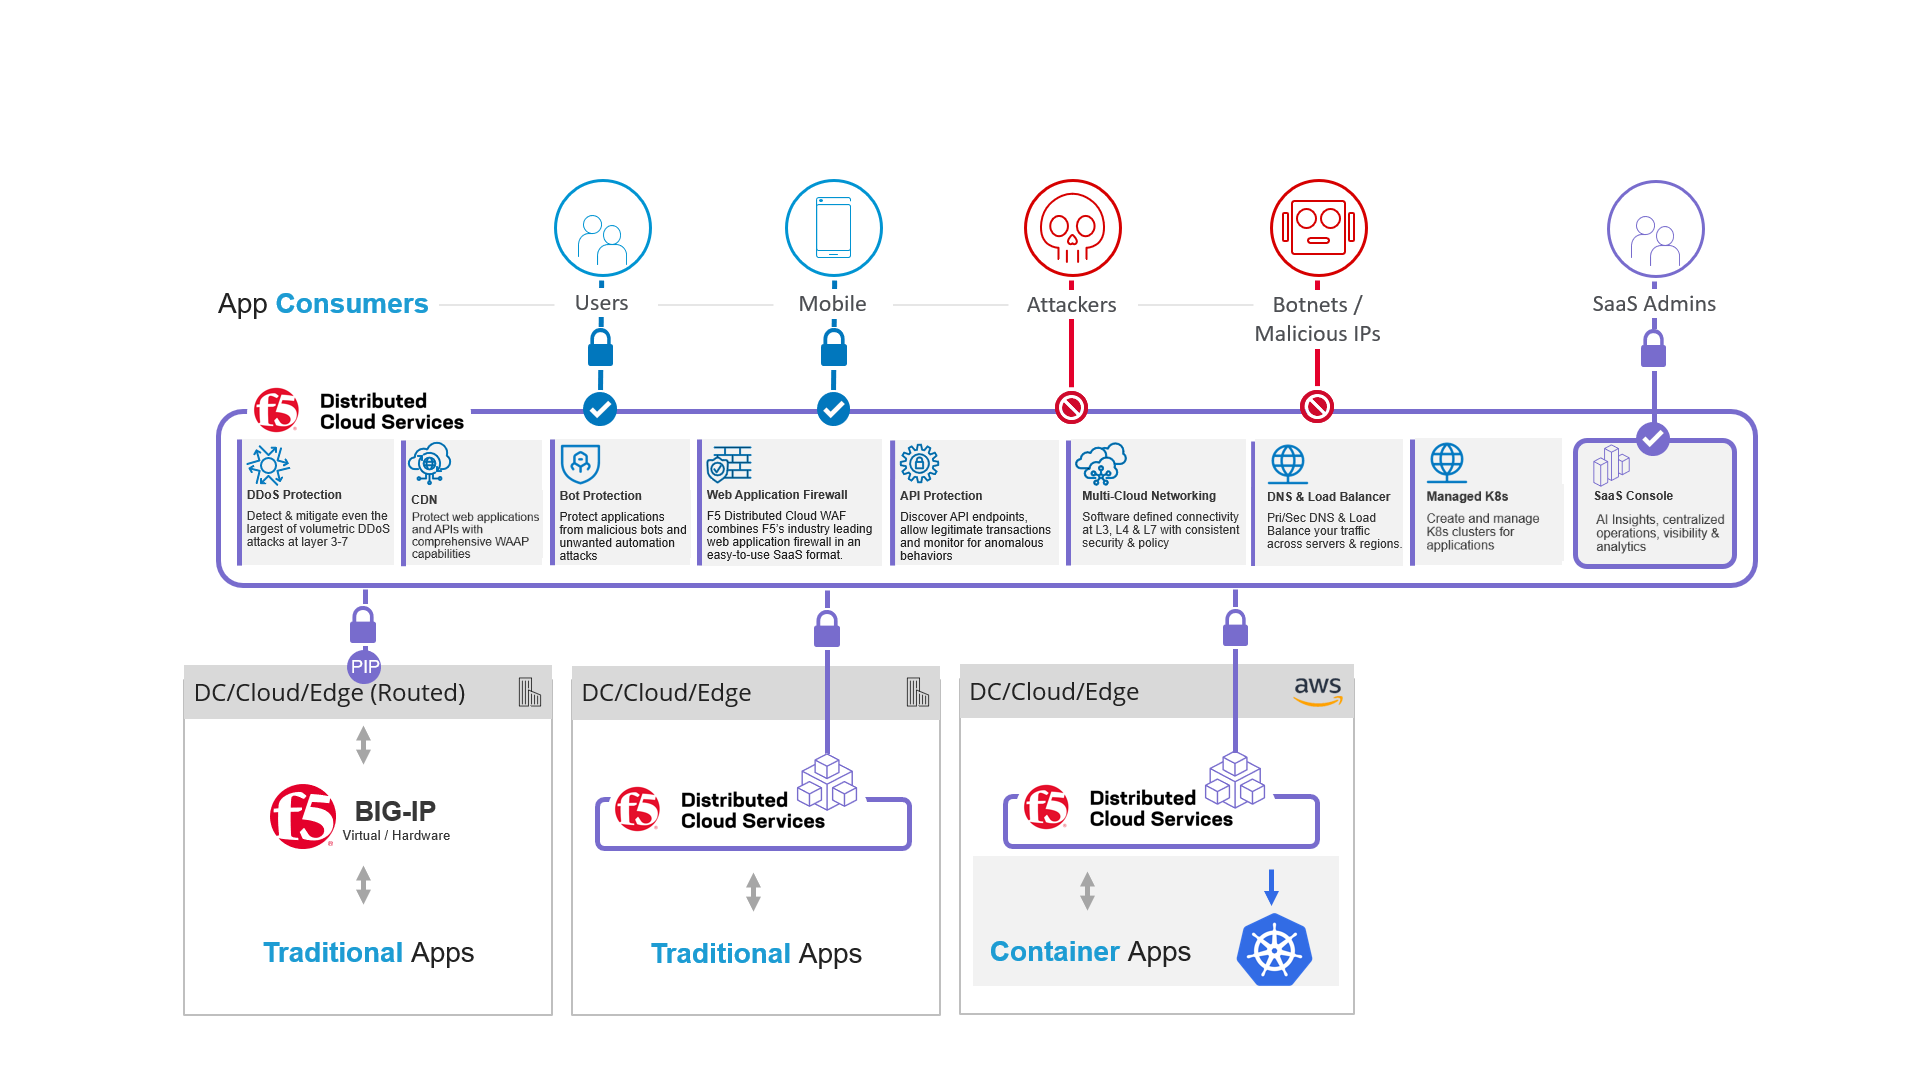 App Consumers
Users
Mobile
Attackers
Botnets /
Malicious IPs
SaaS Admins
f5
Distributed
Cloud Services
DDoS Protection
Detect & mitigate even the
largest of volumetric DDoS
attacks at layer 3-7
CDN
Protect web applications
and APIs with
comprehensive WAAP
capabilities
Bot Protection
Protect applications
from malicious bots and
unwanted automation
attacks
Web Application Firewall
F5 Distributed Cloud WAF
combines F5's industry leading
web application firewall in an
easy-to-use SaaS format.
API Protection
Discover API endpoints,
allow legitimate transactions
and monitor for anomalous
behaviors
Multi-Cloud Networking
Software defined connectivity
at L3, L4 & L7 with consistent
security & policy
DNS & Load Balancer
Pri/Sec DNS & Load
Balance your traffic
across servers & regions.
Managed K8s
Create and manage
K8s clusters for
applications
SaaS Console
AI Insights, centralized
operations, visibility &
analytics
PIP
DC/Cloud/Edge (Routed)
f5
BIG-IP
Virtual / Hardware
Traditional Apps
DC/Cloud/Edge
f5
Distributed
Cloud Services
Traditional Apps
DC/Cloud/Edge
aws
f5
Distributed
Cloud Services
Container Apps